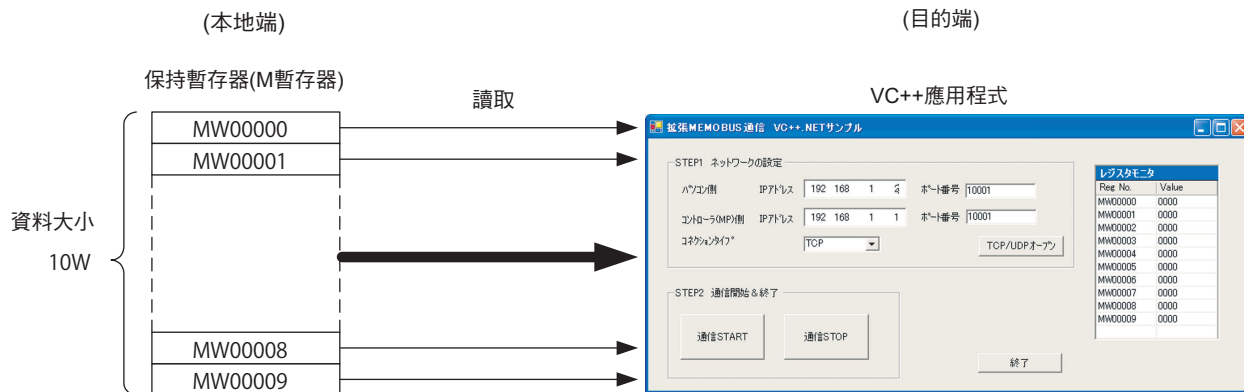 (本地端)
(目的端)
保持暫存器(M暫存器)
讀取
VC++應用程式
MW00000
MW00001
資料大小
10W
MW00008
MW00009
拡張MEMOBUS通信 VC++.NETサンプル
STEP1 ネットワークの設定
パソコン側 IPアドレス 192 168 1 ポート番号 10001
コントローラ(MP)側 IPアドレス 192 168 1 1 ポート番号 10001
コネクションタイプ TCP TCP/UDPオープン
STEP2 通信開始&終了
通信START 通信STOP
終了
レジスタモニタ
Reg No. Value
MW00000 0000
MW00001 0000
MW00002 0000
MW00003 0000
MW00004 0000
MW00005 0000
MW00006 0000
MW00007 0000
MW00008 0000
MW00009 0000